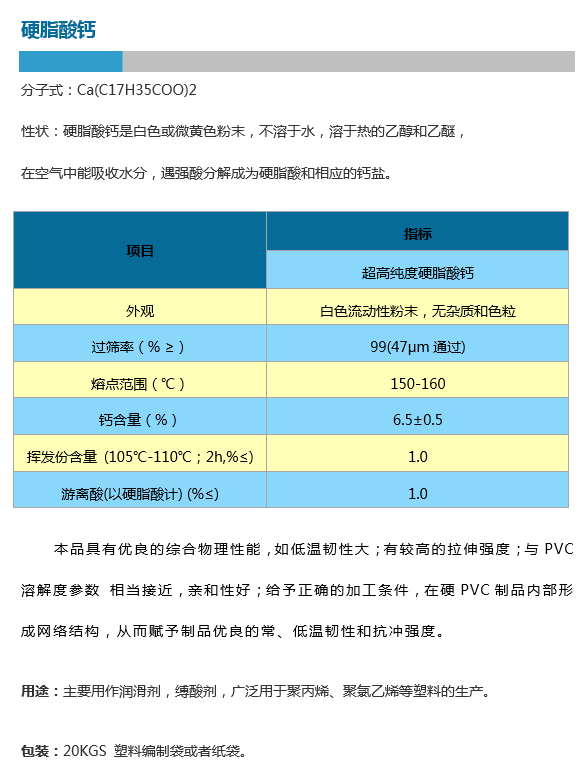 硬脂酸钙
分子式：Ca(C17H35COO)2
性状：硬脂酸钙是白色或微黄色粉末，不溶于水，溶于热的乙醇和乙醚，
在空气中能吸收水分，遇强酸分解成为硬脂酸和相应的钙盐。
项目
指标
超高纯度硬脂酸钙
外观 白色流动性粉末，无杂质和色粒
过筛率（% ≥ ） 99(47μm 通过)
熔点范围（℃ ） 150-160
钙含量（% ） 6.5±0.5
挥发份含量 (105℃-110℃；2h,%≤) 1.0
游离酸(以硬脂酸计) (%≤) 1.0
本品具有优良的综合物理性能，如低温韧性大；有较高的拉伸强度；与 PVC
溶解度参数 相当接近，亲和性好；给予正确的加工条件，在硬 PVC 制品内部形
成网络结构，从而赋予制品优良的常、低温韧性和抗冲强度。
用途：主要用作润滑剂，缚酸剂，广泛用于聚丙烯、聚氯乙烯等塑料的生产。
包装：20KGS 塑料编制袋或者纸袋。